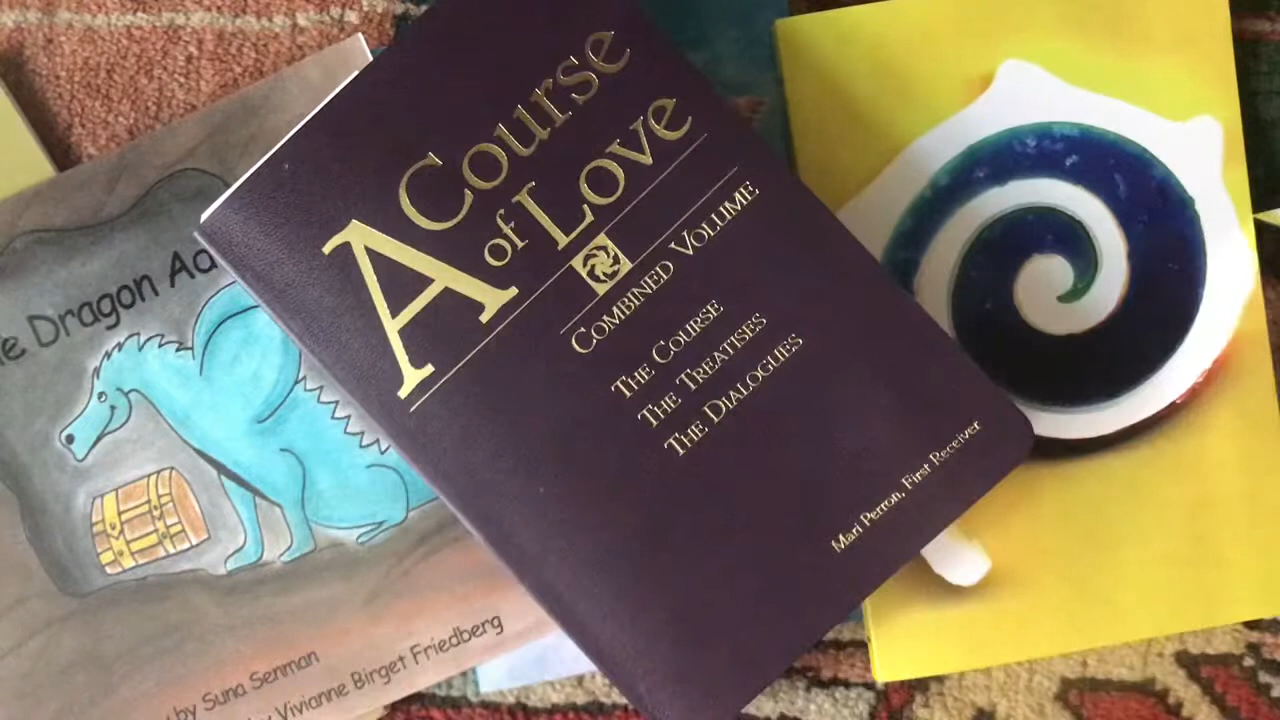 A Course
of Love
COMBINED VOLUME
THE COURSE
THE TREATISES
THE DIALOGUES
Mari Perron, First Receiver
Dragon
by Suna Senman
Vivianne Birget Friedberg